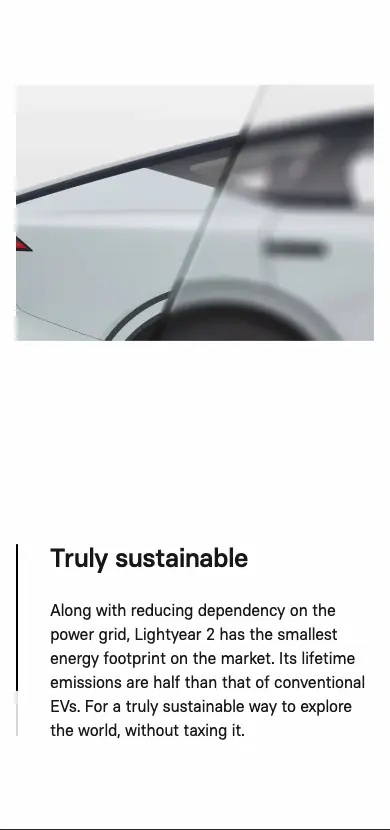 Truly sustainable
Along with reducing dependency on the
power grid, Lightyear 2 has the smallest
energy footprint on the market. Its lifetime
emissions are half than that of conventional
EVs. For a truly sustainable way to explore
the world, without taxing it.